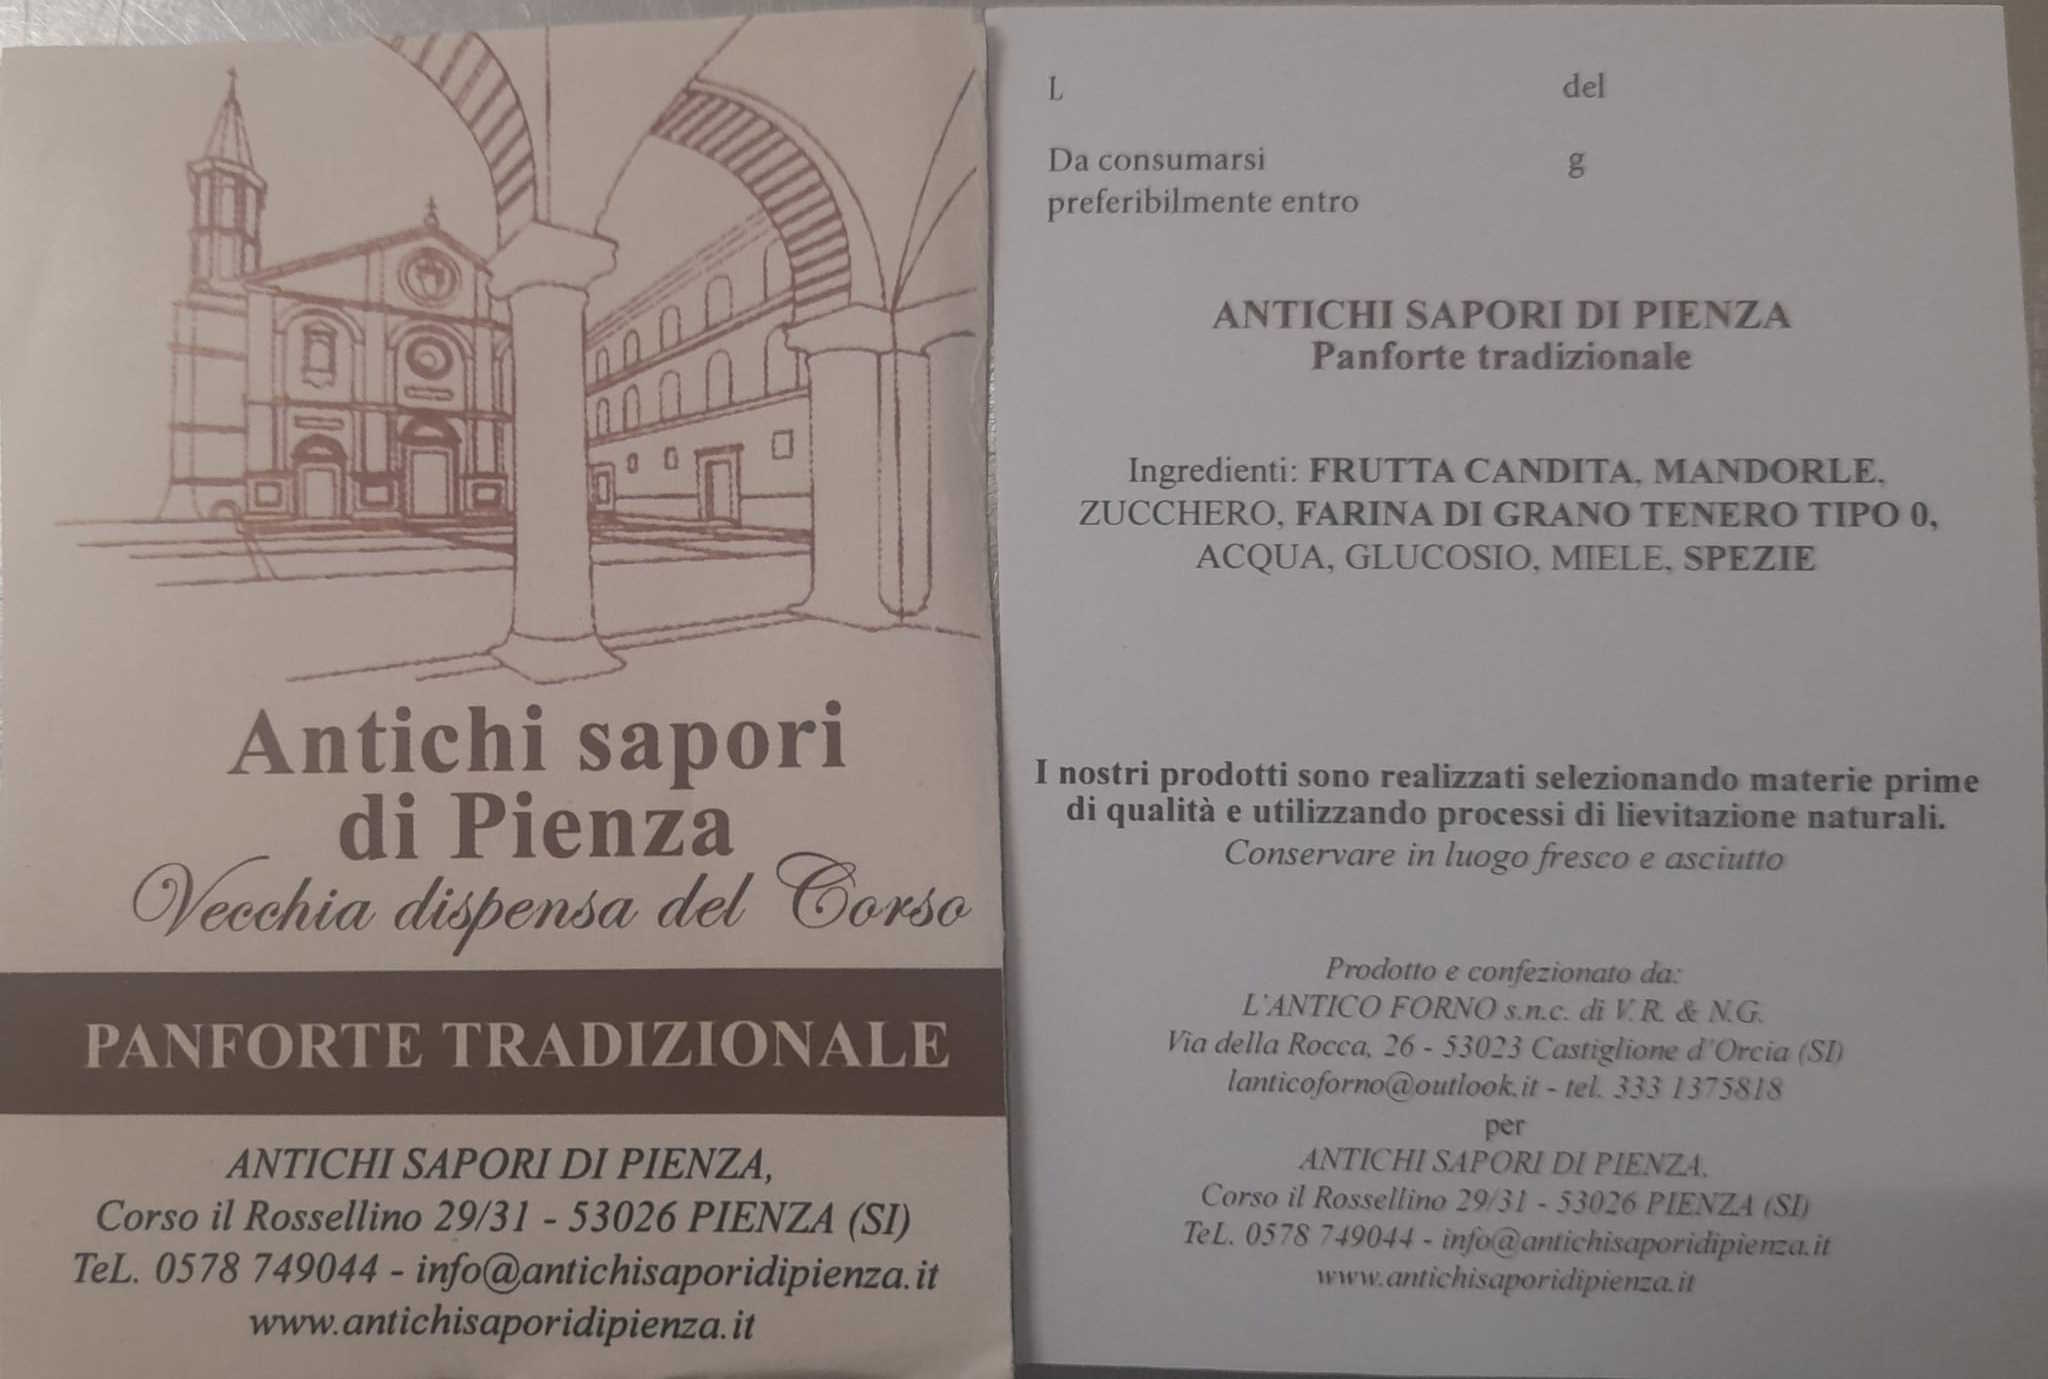 Antichi sapori
di Pienza
Vecchia dispensa del Corso
PANFORTE TRADIZIONALE
ANTICHI SAPORI DI PIENZA,
Corso il Rossellino 29/31 - 53026 PIENZA (SI)
TeL. 0578 749044 - info@antichisaporidipienza.it
www.antichisaporidipienza.it
L del
Da consumarsi g
preferibilmente entro
ANTICHI SAPORI DI PIENZA
Panforte tradizionale
Ingredienti: FRUTTA CANDITA, MANDORLE,
ZUCCHERO, FARINA DI GRANO TENERO TIPO 0,
ACQUA, GLUCOSIO, MIELE, SPEZIE
I nostri prodotti sono realizzati selezionando materie prime
di qualità e utilizzando processi di lievitazione naturali.
Conservare in luogo fresco e asciutto
Prodotto e confezionato da:
L'ANTICO FORNO s.n.c. di V.R. & N.G.
Via della Rocca, 26 - 53023 Castiglione d'Orcia (SI)
lanticoforno@outlook.it - tel. 333 1375818
per
ANTICHI SAPORI DI PIENZA,
Corso il Rossellino 29/31 - 53026 PIENZA (SI)
TeL. 0578 749044 - info@antichisaporidipienza.it
www.antichisaporidipienza.it